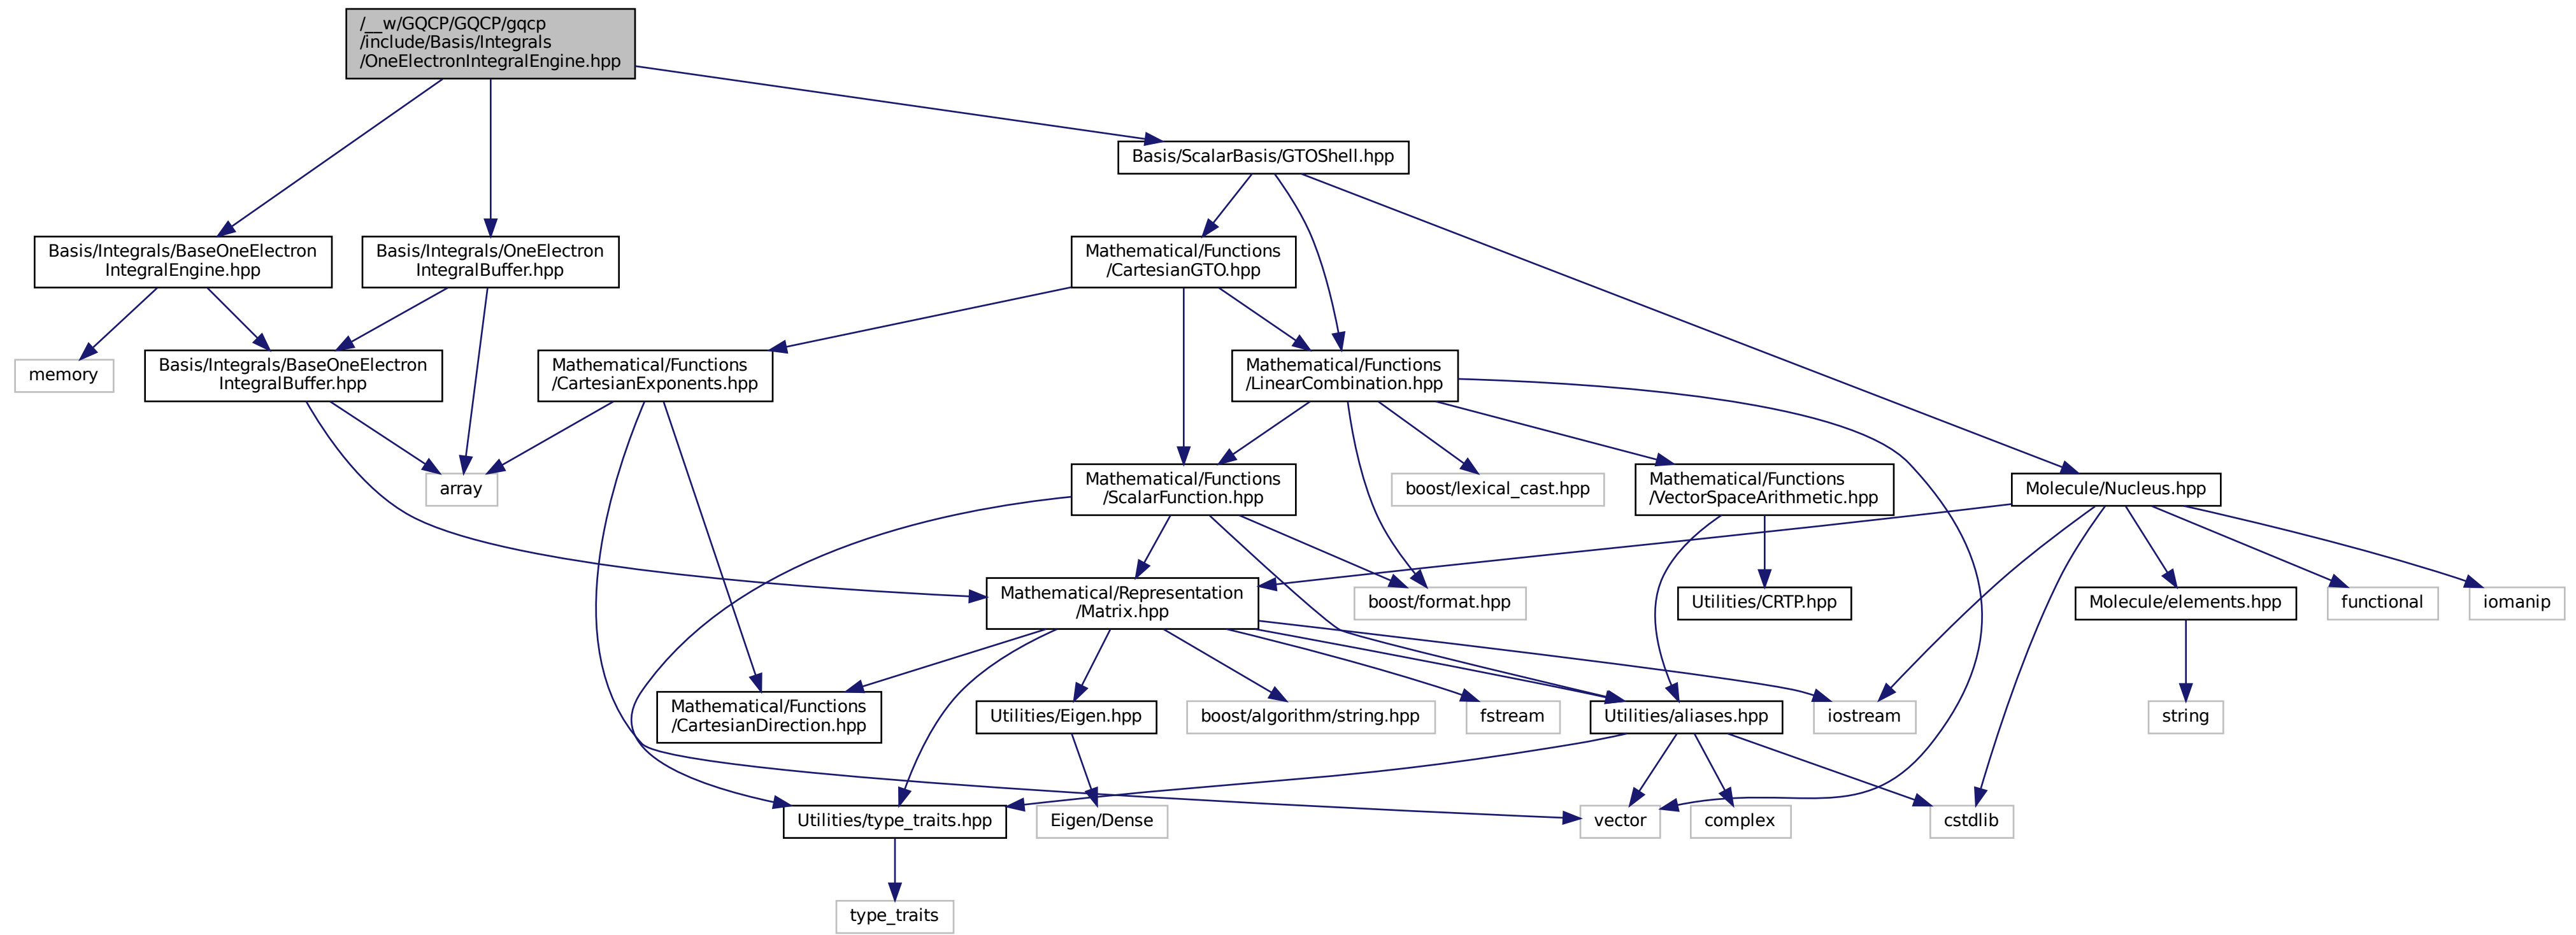 /__w/GQCP/GQCP/gqcp
/include/Basis/Integrals
/OneElectronIntegralEngine.hpp
Basis/ScalarBasis/GTOShell.hpp
Basis/Integrals/BaseOneElectron
IntegralEngine.hpp
Basis/Integrals/OneElectron
IntegralBuffer.hpp
Mathematical/Functions
/CartesianGTO.hpp
memory
Basis/Integrals/BaseOneElectron
IntegralBuffer.hpp
Mathematical/Functions
/CartesianExponents.hpp
Mathematical/Functions
/LinearCombination.hpp
array
Mathematical/Functions
/ScalarFunction.hpp
boost/lexical_cast.hpp
Mathematical/Functions
/VectorSpaceArithmetic.hpp
Molecule/Nucleus.hpp
Mathematical/Representation
/Matrix.hpp
boost/format.hpp
Utilities/CRTP.hpp
Molecule/elements.hpp
functional
iomanip
Mathematical/Functions
/CartesianDirection.hpp
Utilities/Eigen.hpp
boost/algorithm/string.hpp
fstream
Utilities/aliases.hpp
iostream
string
Utilities/type_traits.hpp
Eigen/Dense
vector
complex
cstdlib
type_traits